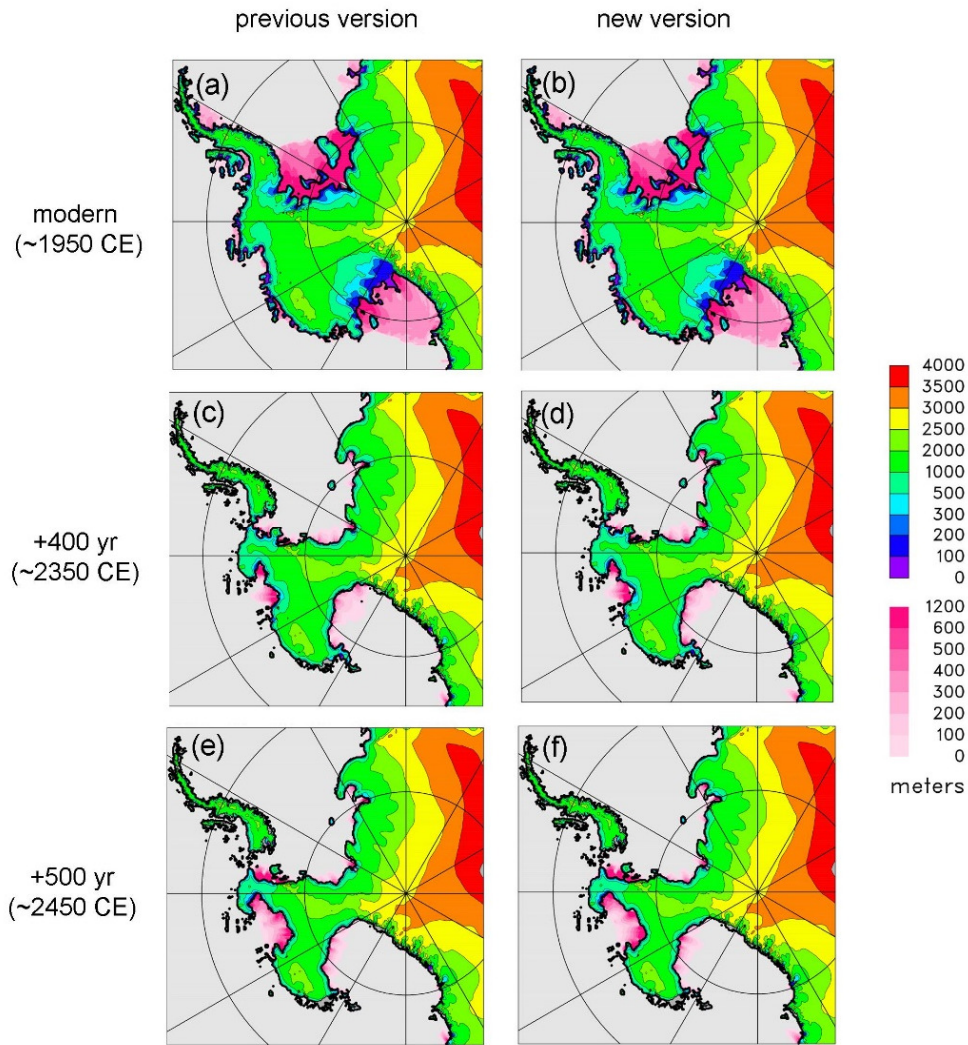 previous version
new version
(a)
(b)
modern
(~1950 CE)
(c)
(d)
+400 yr
(~2350 CE)
(e)
(f)
+500 yr
(~2450 CE)
4000
3500
3000
2500
2000
1000
500
300
200
100
0
1200
600
400
300
200
100
0
meters